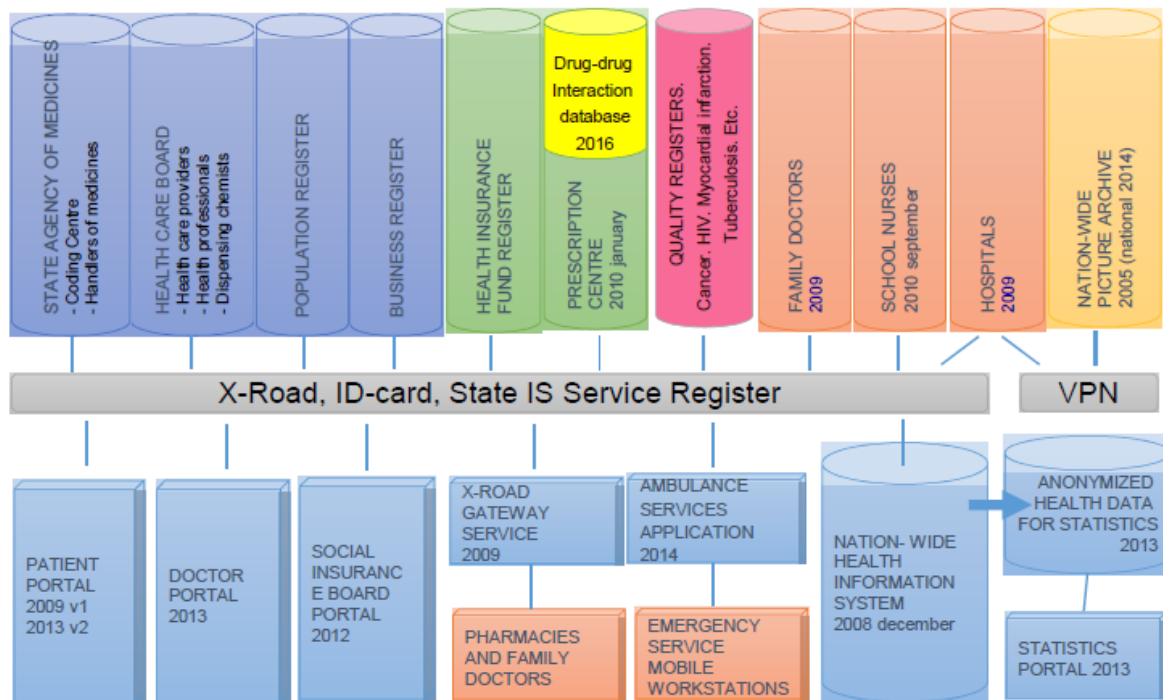 STATE AGENCY OF MEDICINES
- Coding Centre
- Handlers of medicines
HEALTH CARE BOARD
- Health care providers
- Health professionals
- Dispensing chemists
POPULATION REGISTER
BUSINESS REGISTER
HEALTH INSURANCE
FUND REGISTER
Drug-drug
Interaction
database
2016
PRESCRIPTION
CENTRE
2010 january
QUALITY REGISTERS.
Cancer. HIV. Myocardial infarction.
Tuberculosis. Etc.
FAMILY DOCTORS
2009
SCHOOL NURSES
2010 september
HOSPITALS
2009
NATION-WIDE
PICTURE ARCHIVE
2005 (national 2014)
X-Road, ID-card, State IS Service Register
VPN
PATIENT
PORTAL
2009 v1
2013 v2
DOCTOR
PORTAL
2013
SOCIAL
INSURANC
E BOARD
PORTAL
2012
X-ROAD
GATEWAY
SERVICE
2009
PHARMACIES
AND FAMILY
DOCTORS
AMBULANCE
SERVICES
APPLICATION
2014
EMERGENCY
SERVICE
MOBILE
WORKSTATIONS
NATION- WIDE
HEALTH
INFORMATION
SYSTEM
2008 december
ANONYMIZED
HEALTH DATA
FOR STATISTICS
2013
STATISTICS
PORTAL 2013